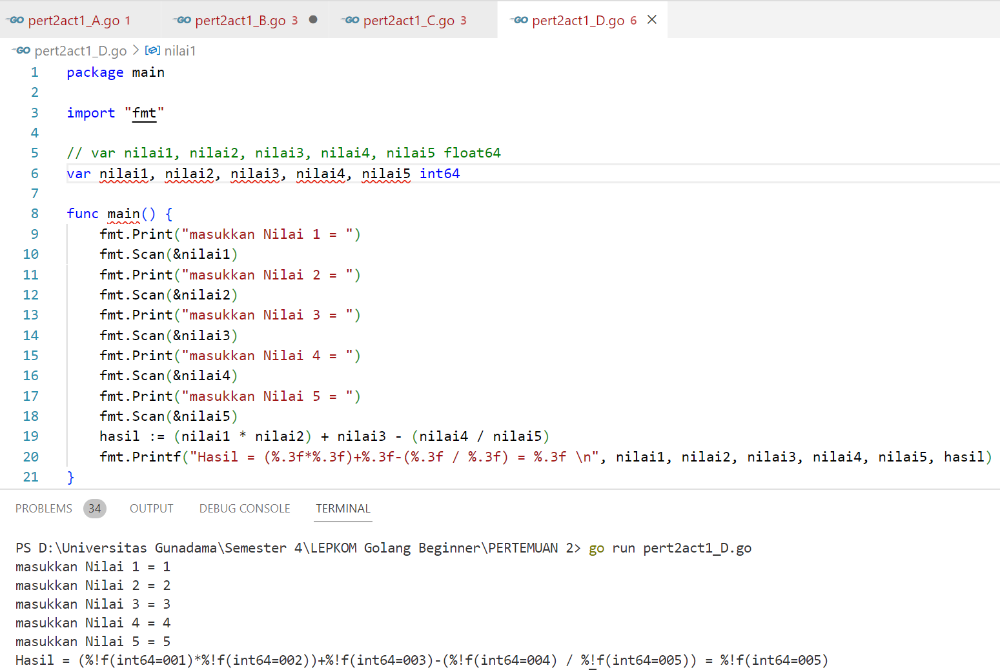 GO pert2act1_A.go 1 GO pert2act1_B.go 3 GO pert2act1_C.go 3 GO pert2act1_D.go 6
GO pert2act1_D.go > nilai1
1 package main
2
3 import "fmt"
4
5 // var nilai1, nilai2, nilai3, nilai4, nilai5 float64
6 var nilai1, nilai2, nilai3, nilai4, nilai5 int64
7
8 func main() {
9 fmt.Print("masukkan Nilai 1 = ")
10 fmt.Scan(&nilai1)
11 fmt.Print("masukkan Nilai 2 = ")
12 fmt.Scan(&nilai2)
13 fmt.Print("masukkan Nilai 3 = ")
14 fmt.Scan(&nilai3)
15 fmt.Print("masukkan Nilai 4 = ")
16 fmt.Scan(&nilai4)
17 fmt.Print("masukkan Nilai 5 = ")
18 fmt.Scan(&nilai5)
19 hasil := (nilai1 * nilai2) + nilai3 - (nilai4 / nilai5)
20 fmt.Printf("Hasil = (%.3f*%.3f)+%.3f-(%.3f / %.3f) = %.3f \n", nilai1, nilai2, nilai3, nilai4, nilai5, hasil)
21 }
PROBLEMS 34 OUTPUT DEBUG CONSOLE TERMINAL
PS D:\Universitas Gunadama\Semester 4\LEPKOM Golang Beginner\PERTEMUAN 2> go run pert2act1_D.go
masukkan Nilai 1 = 1
masukkan Nilai 2 = 2
masukkan Nilai 3 = 3
masukkan Nilai 4 = 4
masukkan Nilai 5 = 5
Hasil = (%!f(int64=001)*%!f(int64=002))+%!f(int64=003)-(%!f(int64=004) / %!f(int64=005)) = %!f(int64=005)